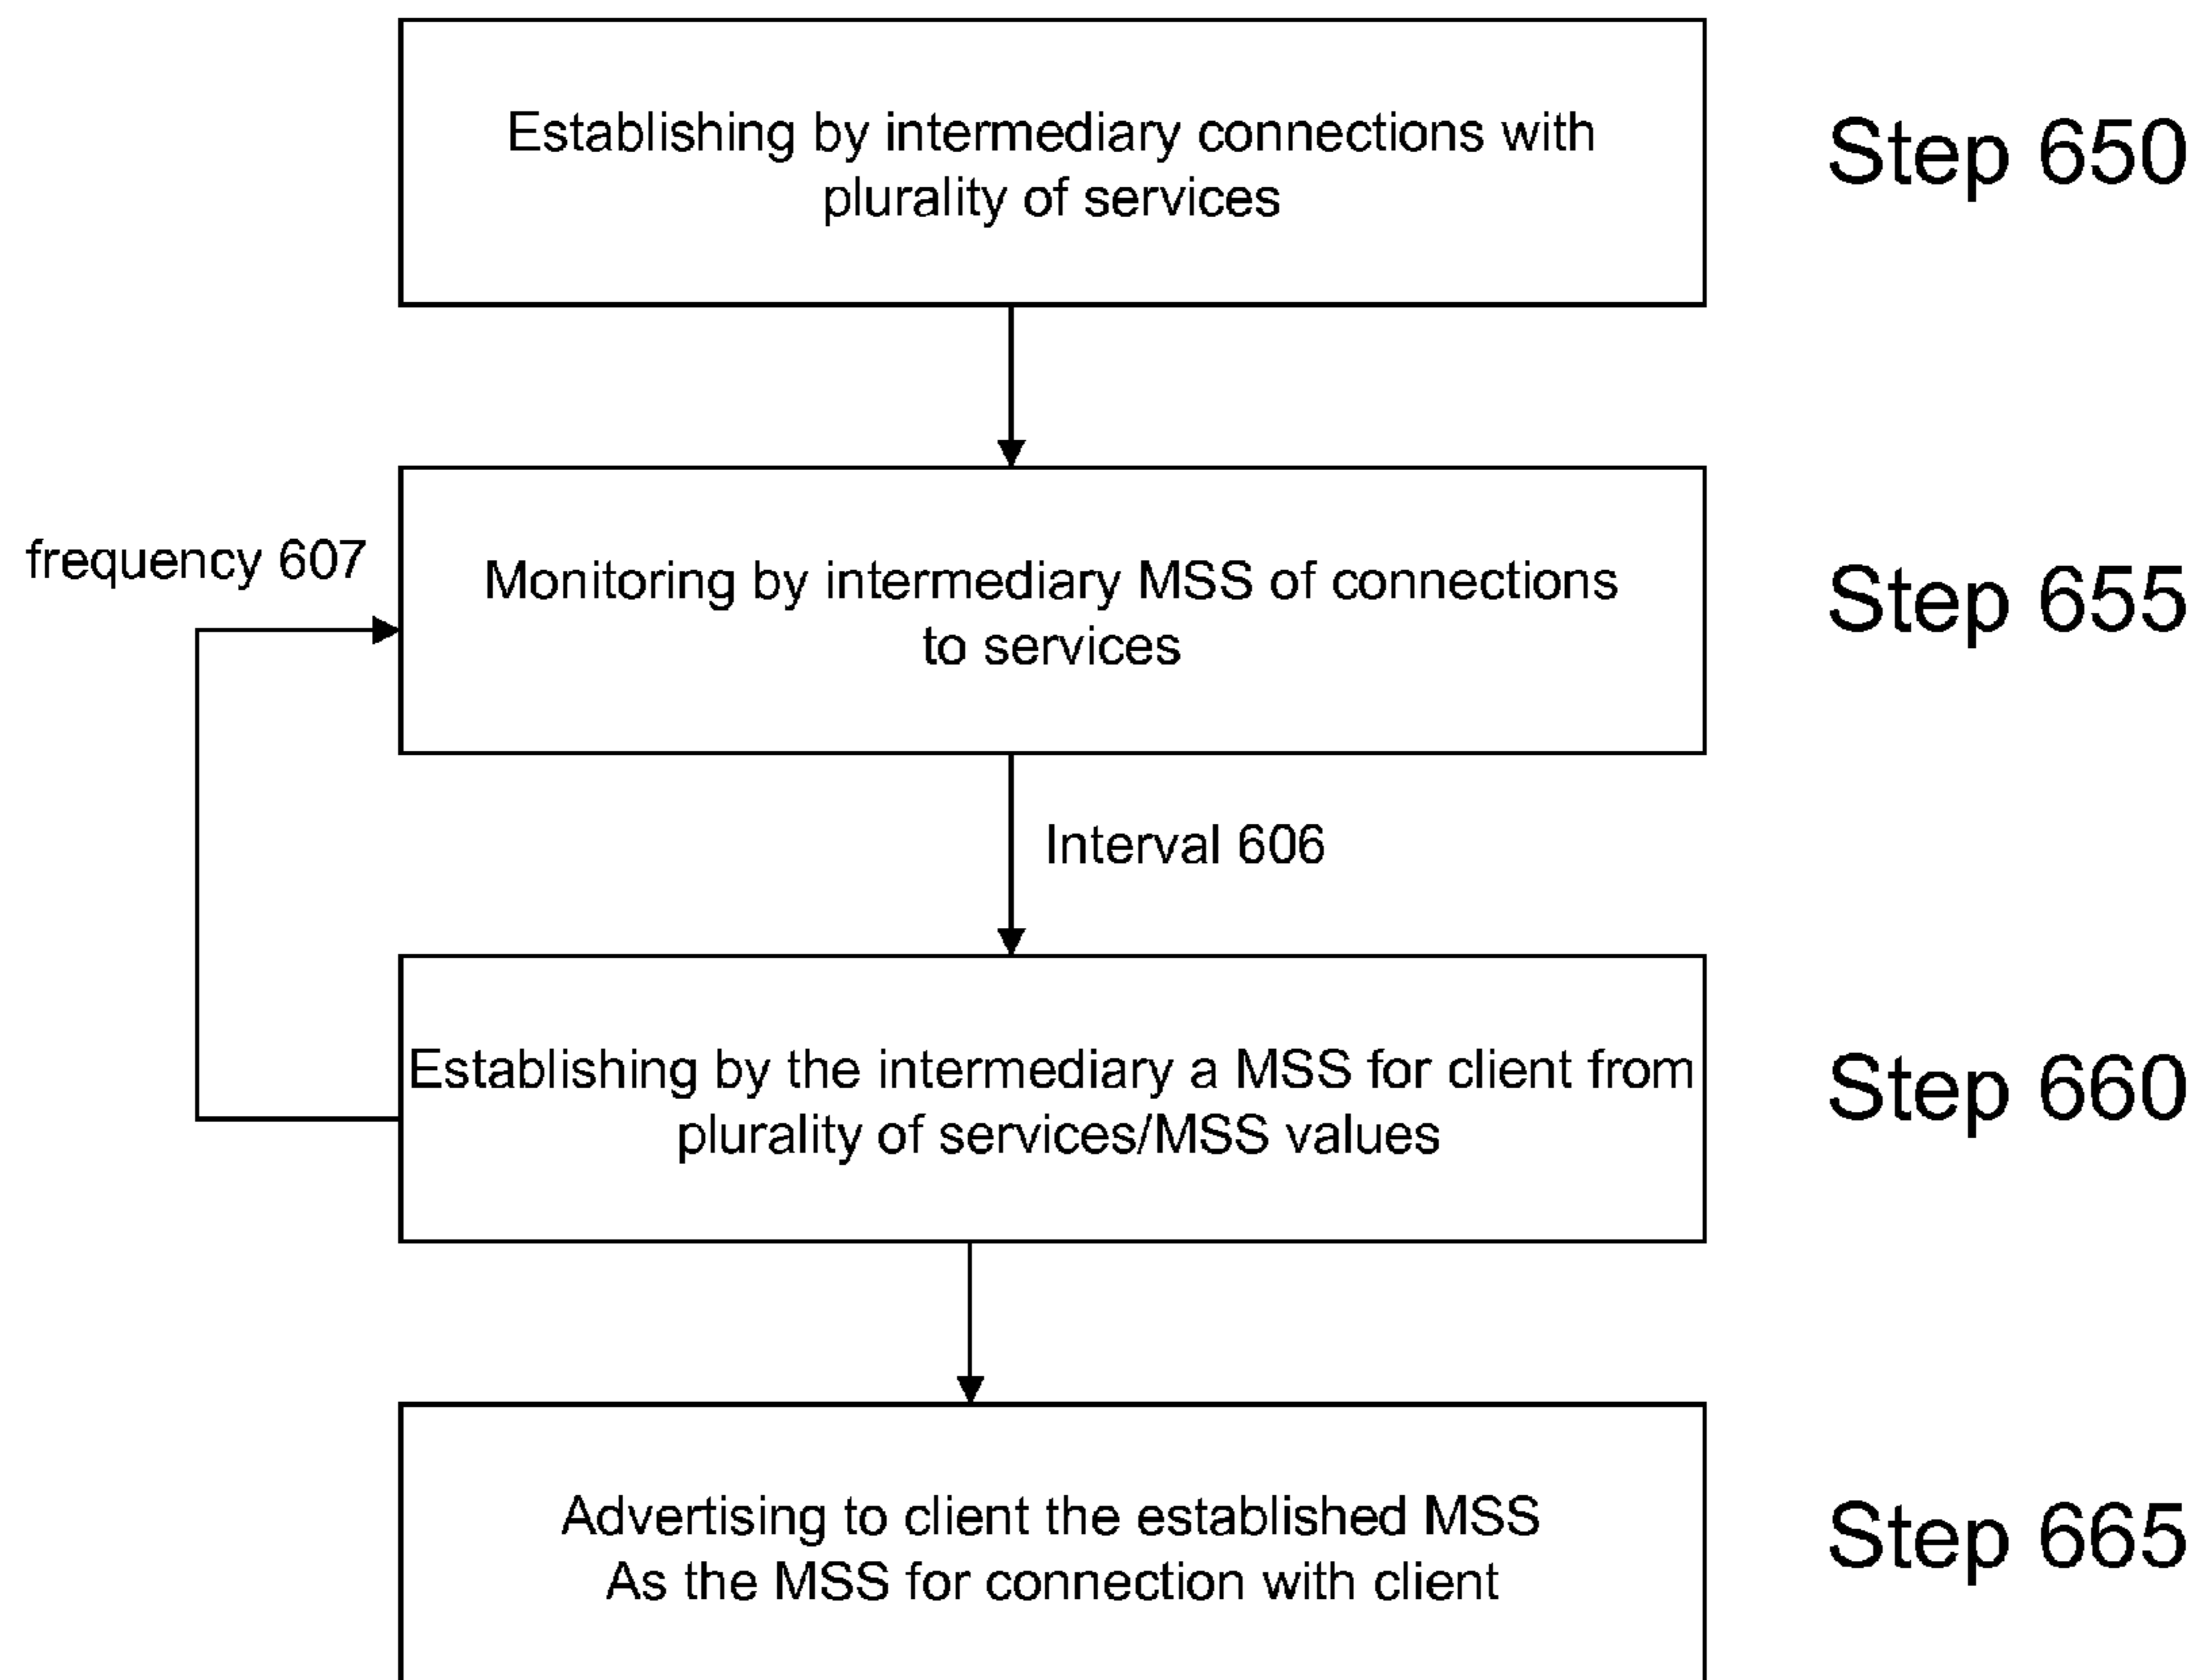 Establishing by intermediary connections with
plurality of services
Step 650
frequency 607
Monitoring by intermediary MSS of connections
to services
Step 655
Interval 606
Establishing by the intermediary a MSS for client from
plurality of services/MSS values
Step 660
Advertising to client the established MSS
As the MSS for connection with client
Step 665